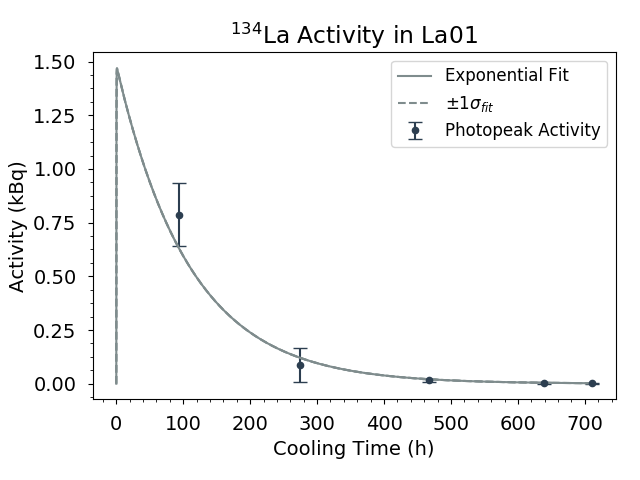 ¹³⁴La Activity in La01
Exponential Fit
±1σ_fit
Photopeak Activity
Activity (kBq)
1.50
1.25
1.00
0.75
0.50
0.25
0.00
0 100 200 300 400 500 600 700
Cooling Time (h)